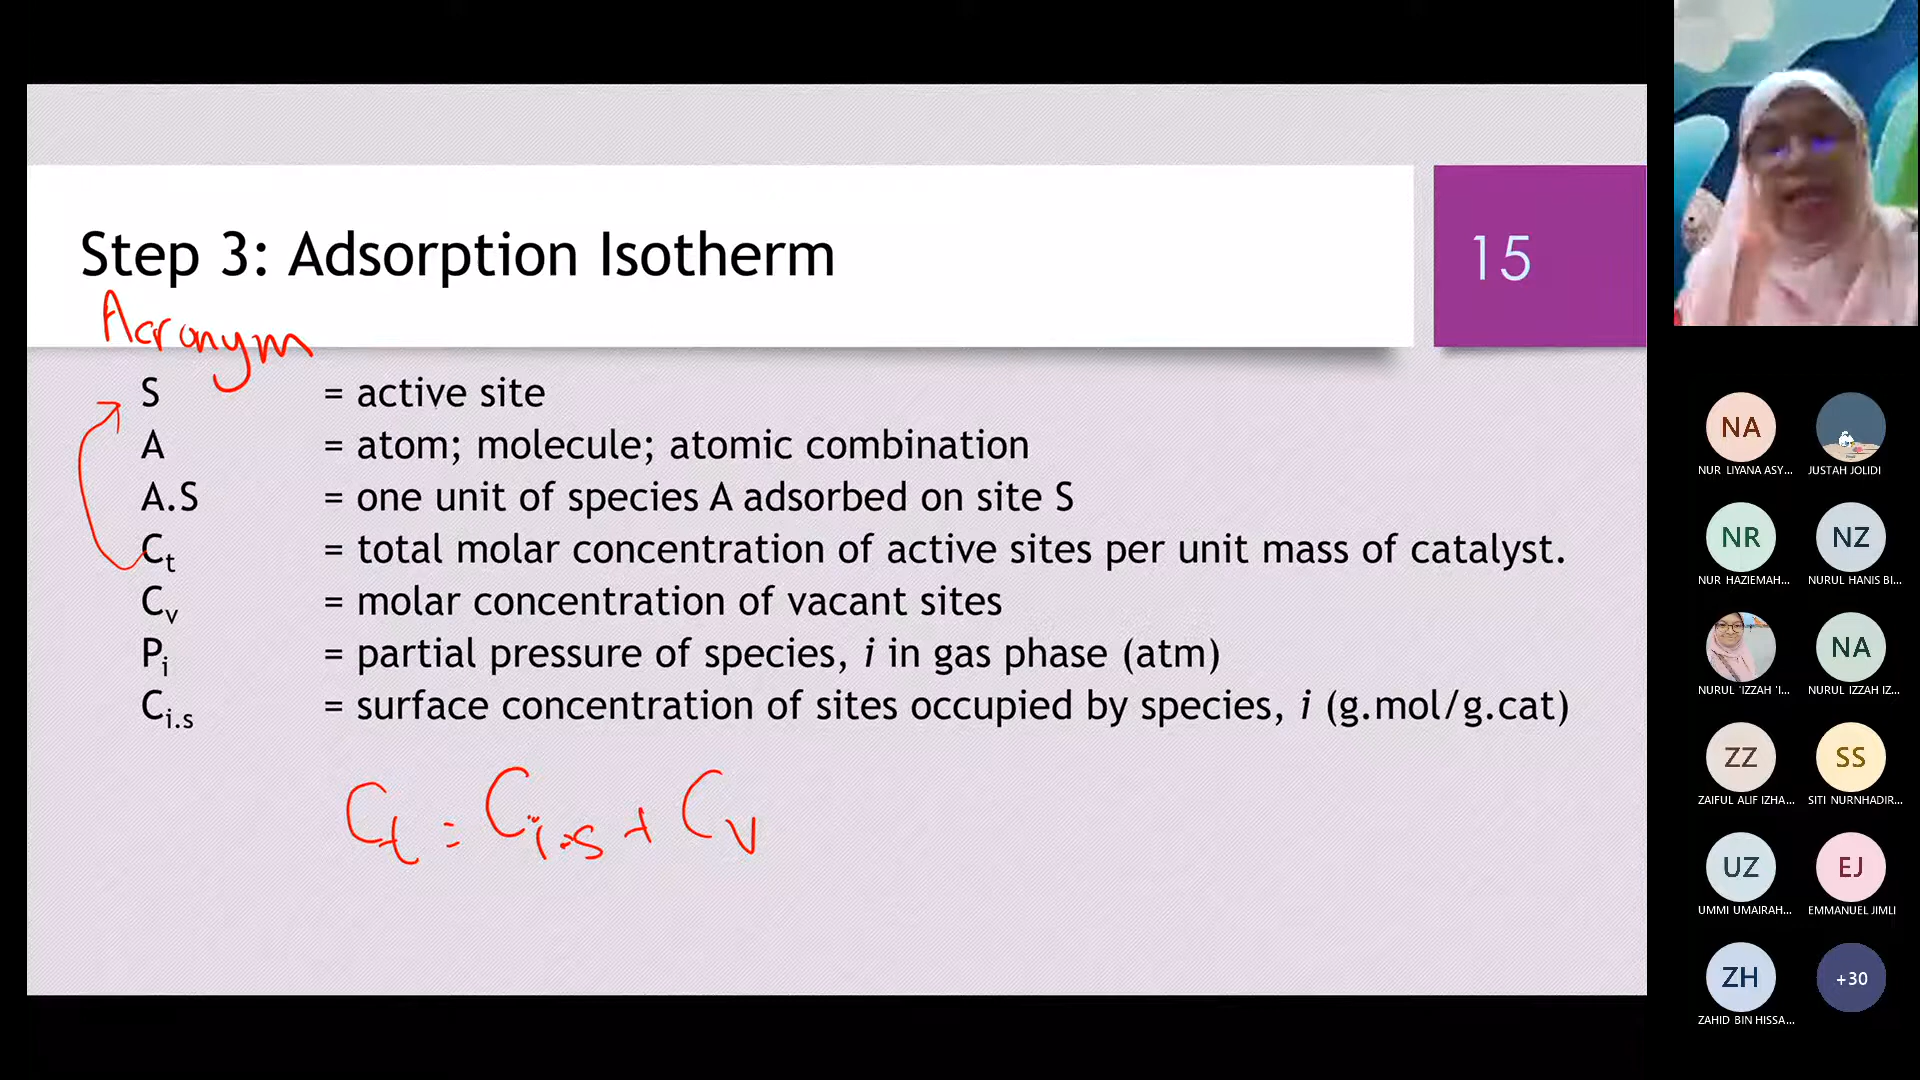 Step 3: Adsorption Isotherm
15
Acronym
S = active site
A = atom; molecule; atomic combination
A.S = one unit of species A adsorbed on site S
Ct = total molar concentration of active sites per unit mass of catalyst.
Cv = molar concentration of vacant sites
Pi = partial pressure of species, i in gas phase (atm)
Ci.s = surface concentration of sites occupied by species, i (g.mol/g.cat)
Ct = Ci.s + Cv
NA
NUR LIYANA ASY...
JUSTAH JOLIDI
NR
NUR HAZIEMAH...
NZ
NURUL HANIS BI...
NURUL 'IZZAH 'I...
NA
NURUL IZZAH IZ...
ZZ
ZAIFUL ALIF IZHA...
SS
SITI NURNHADIR...
UZ
UMMI UMAIRAH...
EJ
EMMANUEL JIMLI
ZH
ZAHID BIN HISSA...
+30